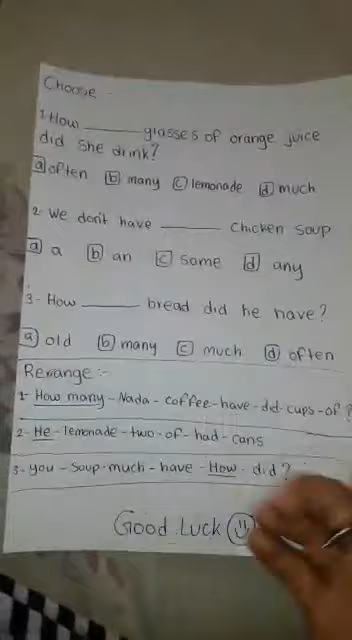 Choose:-
1- How ______ glasses of orange juice
did she drink?
a often b many c lemonade d much
2- We don't have ______ chicken soup
a a b an c some d any
3- How ______ bread did he have?
a old b many c much d often
Rerange:-
1- How many-Nada-coffee-have-did-cups-of?
2- He-lemonade-two-of-had-cans
3- you-soup-much-have-How-did?
Good Luck